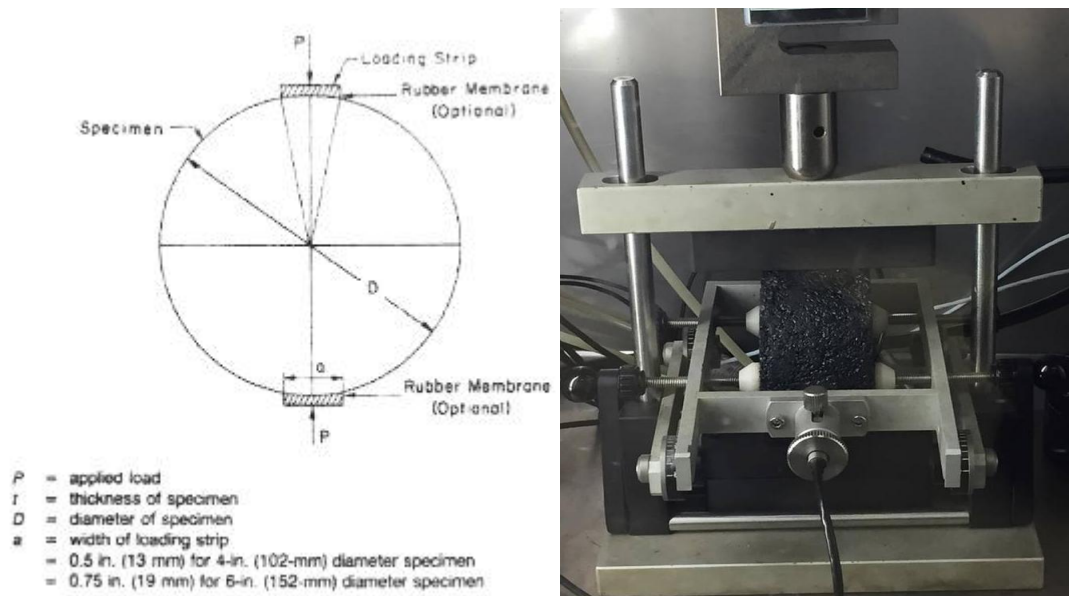 P
Loading Strip
Rubber Membrane
(Optional)
Specimen
D
a
Rubber Membrane
(Optional)
P
P = applied load
t = thickness of specimen
D = diameter of specimen
a = width of loading strip
= 0.5 in. (13 mm) for 4-in. (102-mm) diameter specimen
= 0.75 in. (19 mm) for 6-in. (152-mm) diameter specimen